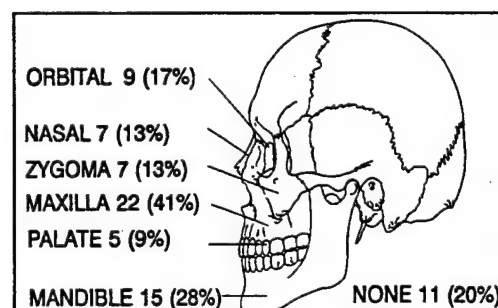 ORBITAL 9 (17%)
NASAL 7 (13%)
ZYGOMA 7 (13%)
MAXILLA 22 (41%)
PALATE 5 (9%)
MANDIBLE 15 (28%) NONE 11 (20%)